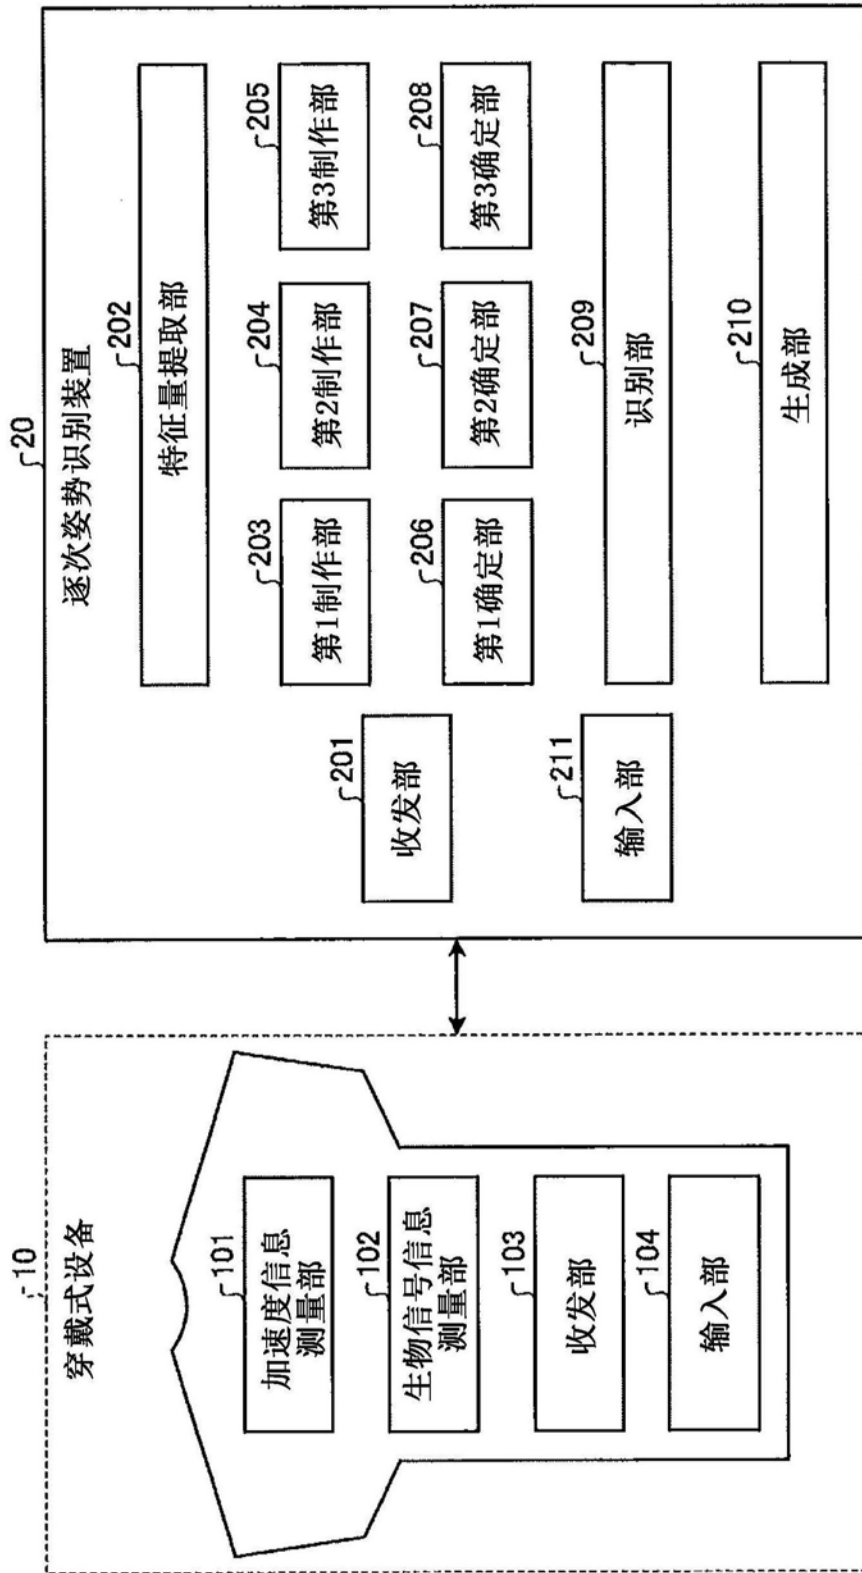 10
穿戴式设备
101
加速度信息
测量部
102
生物信号信息
测量部
103
收发部
104
输入部
20
逐次姿势识别装置
201
收发部
211
输入部
202
特征量提取部
203
第1制作部
204
第2制作部
205
第3制作部
206
第1确定部
207
第2确定部
208
第3确定部
209
识别部
210
生成部